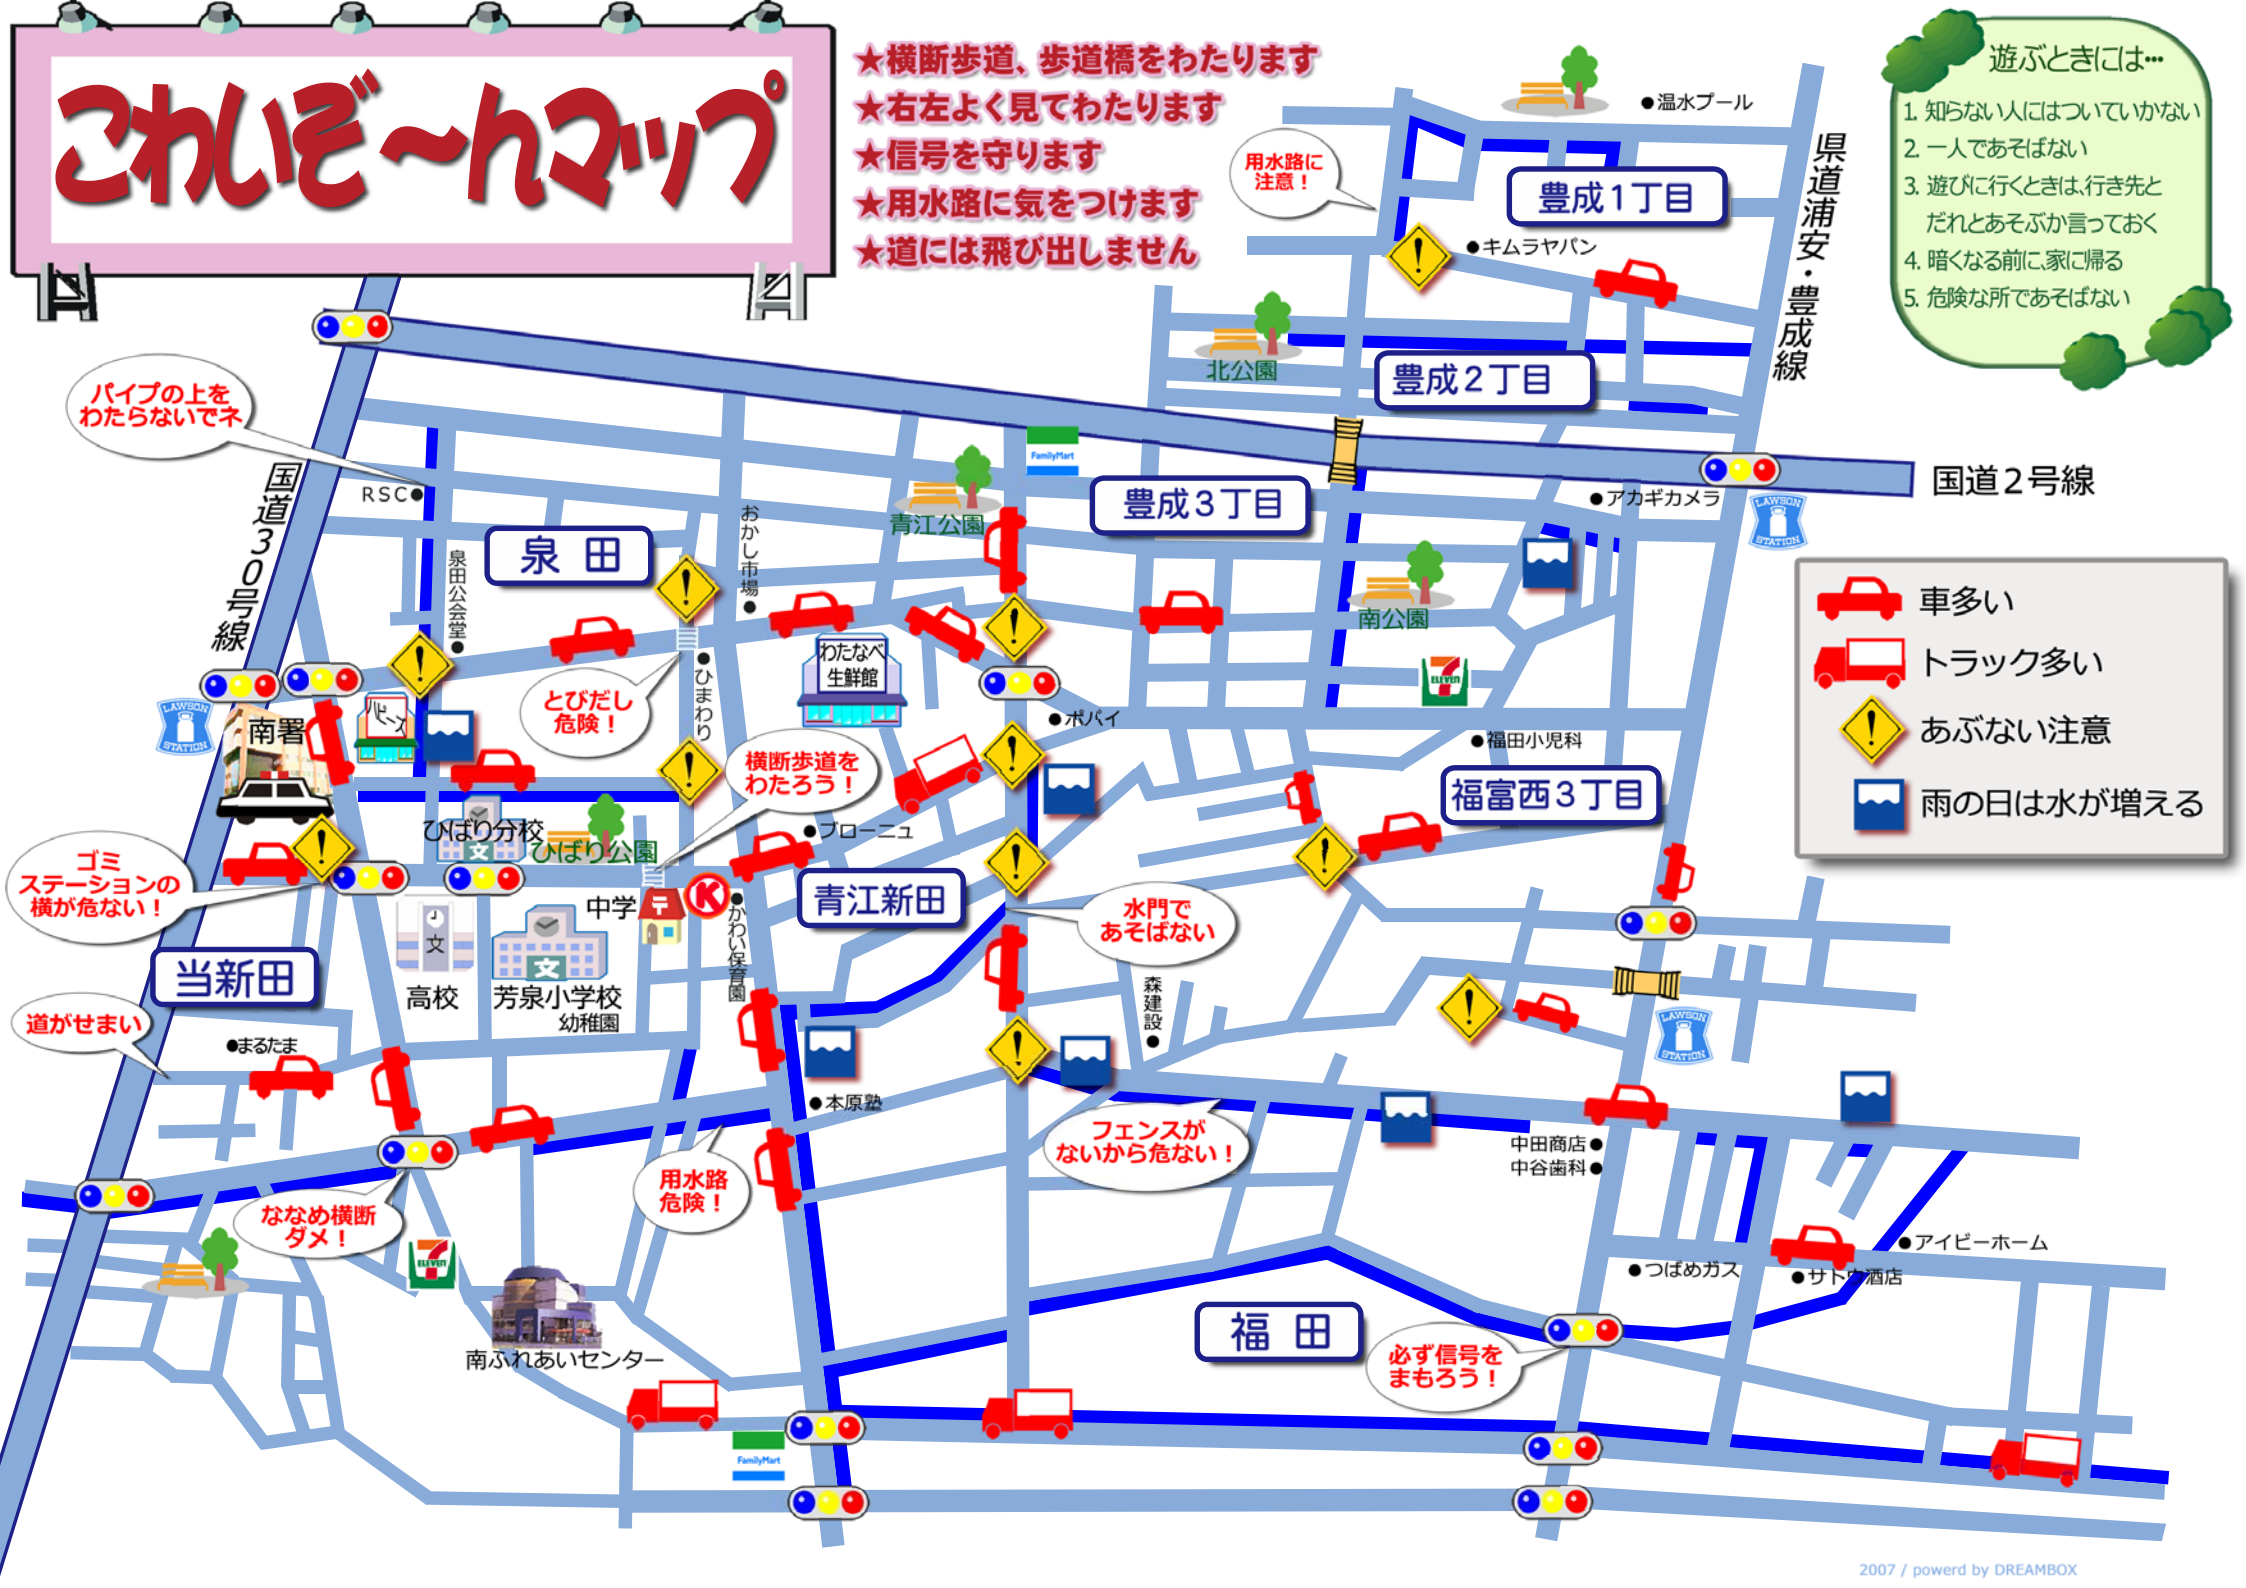 こわいぞ～んマップ
★横断歩道、歩道橋をわたります
★右左よく見てわたります
★信号を守ります
★用水路に気をつけます
★道には飛び出しません
遊ぶときには…
1. 知らない人にはついていかない
2. 一人であそばない
3. 遊びに行くときは、行き先と
だれとあそぶか言っておく
4. 暗くなる前に、家に帰る
5. 危険な所であそばない
●温水プール
用水路に
注意！
豊成１丁目
県道浦安・豊成線
●キムラヤパン
北公園
豊成２丁目
パイプの上を
わたらないでネ
国道３０号線
RSC●
FamilyMart
豊成３丁目
●アカギカメラ
国道２号線
LAWSON
STATION
青江公園
おかし市場●
泉田
泉田公会堂●
南公園
車多い
トラック多い
あぶない注意
雨の日は水が増える
とびだし
危険！
●ひまわり
わたなべ
生鮮館
ELEVEN
LAWSON
STATION
南署
ハピーズ
●ポパイ
●福田小児科
横断歩道を
わたろう！
福富西３丁目
ひばり分校
文
ひばり公園
●ブローニュ
ゴミ
ステーションの
横が危ない！
青江新田
中学
〒
K
●かわい保育園
水門で
あそばない
文
高校
文
芳泉小学校
幼稚園
当新田
道がせまい
●まるたま
森建設●
LAWSON
STATION
●本原塾
フェンスが
ないから危ない！
中田商店●
中谷歯科●
用水路
危険！
ななめ横断
ダメ！
ELEVEN
●アイビーホーム
●つばめガス
●サトウ酒店
福田
必ず信号を
まもろう！
南ふれあいセンター
FamilyMart
2007 / powerd by DREAMBOX